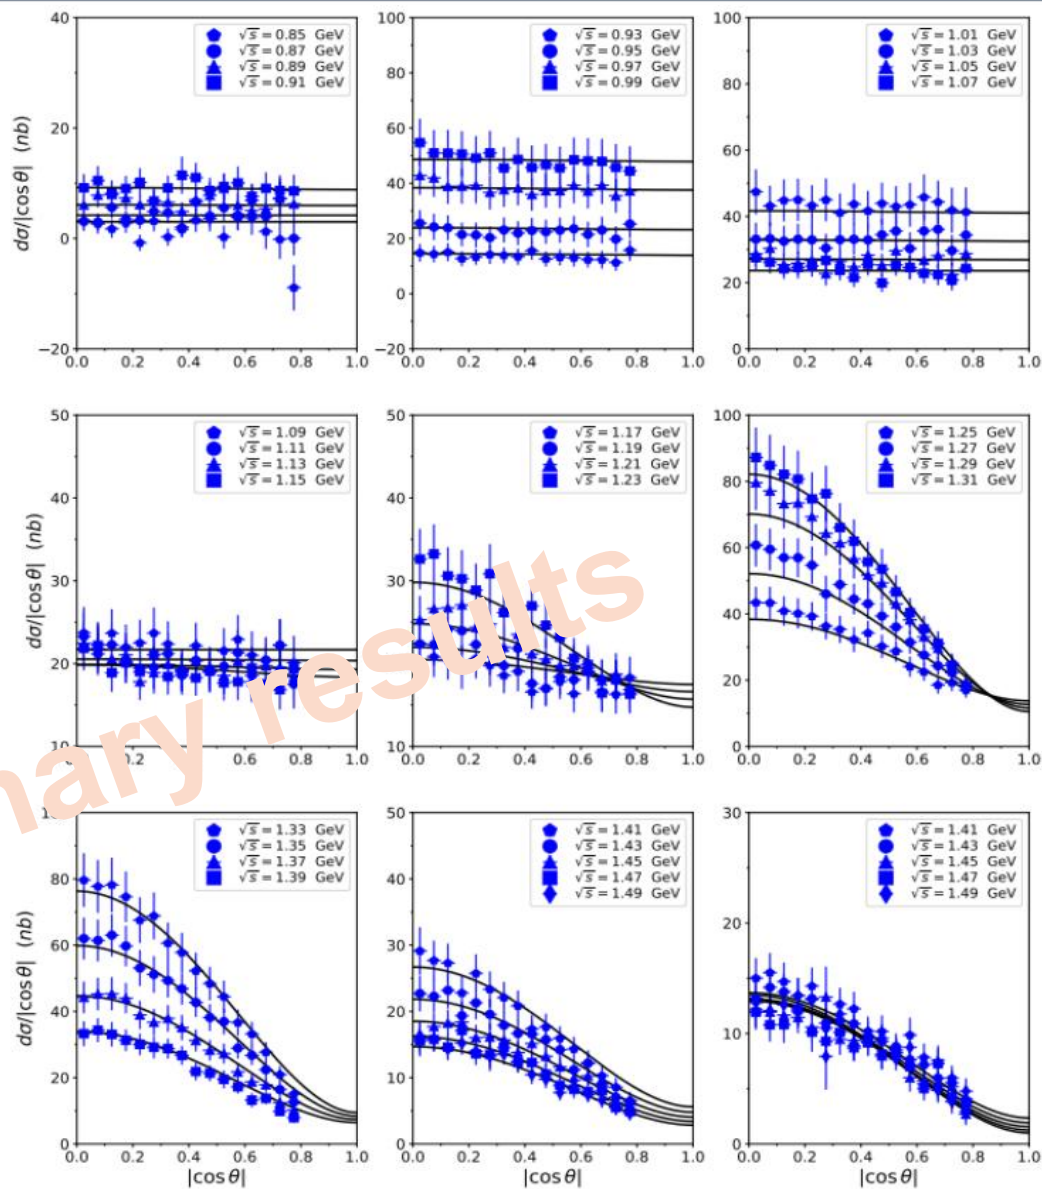 √s = 0.85 GeV
√s = 0.87 GeV
√s = 0.89 GeV
√s = 0.91 GeV
dσ/|cos θ| (nb)
40
20
0
−20
0.0 0.2 0.4 0.6 0.8 1.0
√s = 0.93 GeV
√s = 0.95 GeV
√s = 0.97 GeV
√s = 0.99 GeV
100
80
60
40
20
0
−20
0.0 0.2 0.4 0.6 0.8 1.0
√s = 1.01 GeV
√s = 1.03 GeV
√s = 1.05 GeV
√s = 1.07 GeV
100
80
60
40
20
0
0.0 0.2 0.4 0.6 0.8 1.0
√s = 1.09 GeV
√s = 1.11 GeV
√s = 1.13 GeV
√s = 1.15 GeV
dσ/|cos θ| (nb)
50
40
30
20
10
0.2 0.4 0.6 0.8 1.0
√s = 1.17 GeV
√s = 1.19 GeV
√s = 1.21 GeV
√s = 1.23 GeV
50
40
30
20
10
0.0 0.2 0.4 0.6 0.8 1.0
√s = 1.25 GeV
√s = 1.27 GeV
√s = 1.29 GeV
√s = 1.31 GeV
100
80
60
40
20
0
0.0 0.2 0.4 0.6 0.8 1.0
nary results
√s = 1.33 GeV
√s = 1.35 GeV
√s = 1.37 GeV
√s = 1.39 GeV
dσ/|cos θ| (nb)
80
60
40
20
0
0.0 0.2 0.4 0.6 0.8 1.0
|cos θ|
√s = 1.41 GeV
√s = 1.43 GeV
√s = 1.45 GeV
√s = 1.47 GeV
√s = 1.49 GeV
50
40
30
20
10
0
0.0 0.2 0.4 0.6 0.8 1.0
|cos θ|
√s = 1.41 GeV
√s = 1.43 GeV
√s = 1.45 GeV
√s = 1.47 GeV
√s = 1.49 GeV
30
20
10
0
0.0 0.2 0.4 0.6 0.8 1.0
|cos θ|